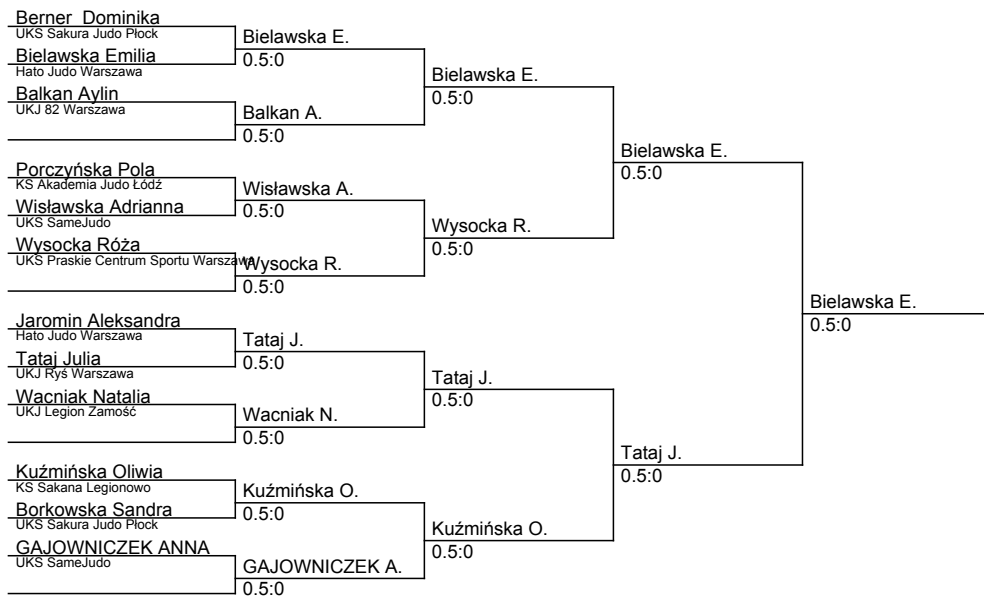 Berner  Dominika
UKS Sakura Judo Płock
Bielawska Emilia
Hato Judo Warszawa
Balkan Aylin
UKJ 82 Warszawa
Porczyńska Pola
KS Akademia Judo Łódź
Wisławska Adrianna
UKS SameJudo
Wysocka Róża
UKS Praskie Centrum Sportu Warszawa
Jaromin Aleksandra
Hato Judo Warszawa
Tataj Julia
UKJ Ryś Warszawa
Wacniak Natalia
UKJ Legion Zamość
Kuźmińska Oliwia
KS Sakana Legionowo
Borkowska Sandra
UKS Sakura Judo Płock
GAJOWNICZEK ANNA
UKS SameJudo
Bielawska E.
0.5:0
Balkan A.
0.5:0
Wisławska A.
0.5:0
Wysocka R.
0.5:0
Tataj J.
0.5:0
Wacniak N.
0.5:0
Kuźmińska O.
0.5:0
GAJOWNICZEK A.
0.5:0
Bielawska E.
0.5:0
Wysocka R.
0.5:0
Tataj J.
0.5:0
Kuźmińska O.
0.5:0
Bielawska E.
0.5:0
Tataj J.
0.5:0
Bielawska E.
0.5:0